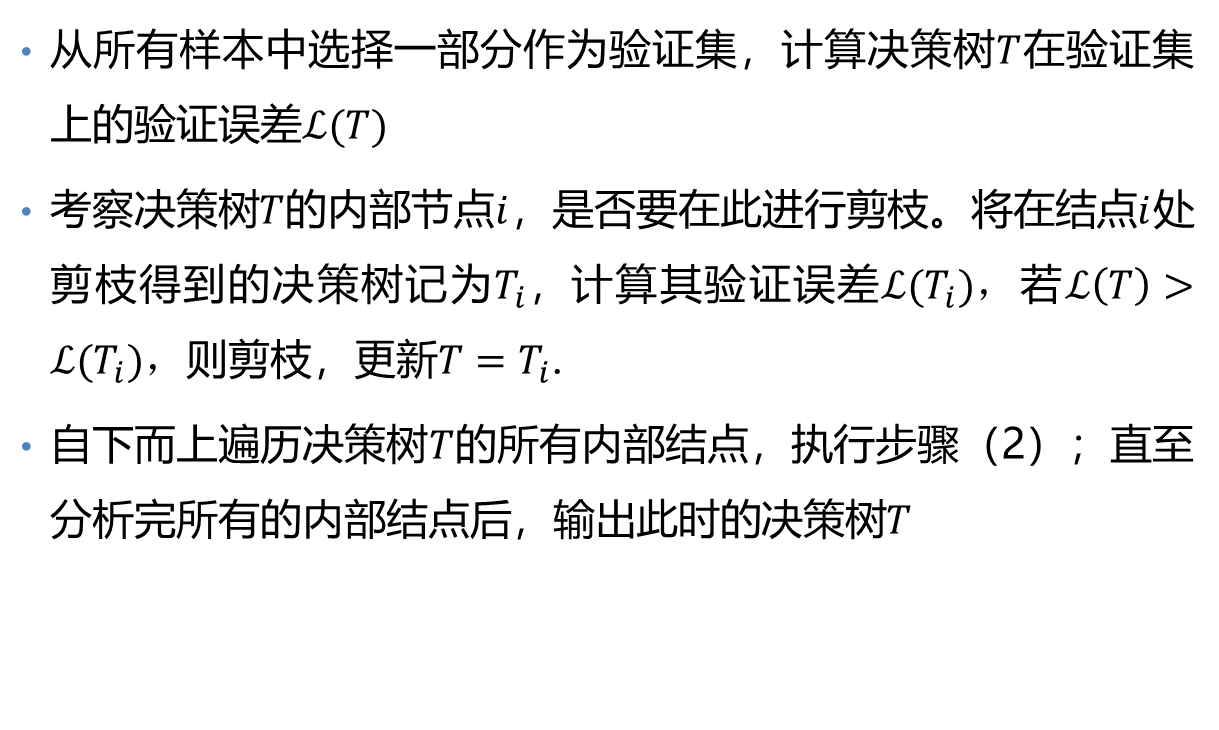 • 从所有样本中选择一部分作为验证集，计算决策树𝑇在验证集
上的验证误差ℒ(𝑇)
• 考察决策树𝑇的内部节点𝑖，是否要在此进行剪枝。将在结点𝑖处
剪枝得到的决策树记为𝑇ᵢ，计算其验证误差ℒ(𝑇ᵢ)，若ℒ(𝑇) >
ℒ(𝑇ᵢ)，则剪枝，更新𝑇 = 𝑇ᵢ.
• 自下而上遍历决策树𝑇的所有内部结点，执行步骤（2）；直至
分析完所有的内部结点后，输出此时的决策树𝑇